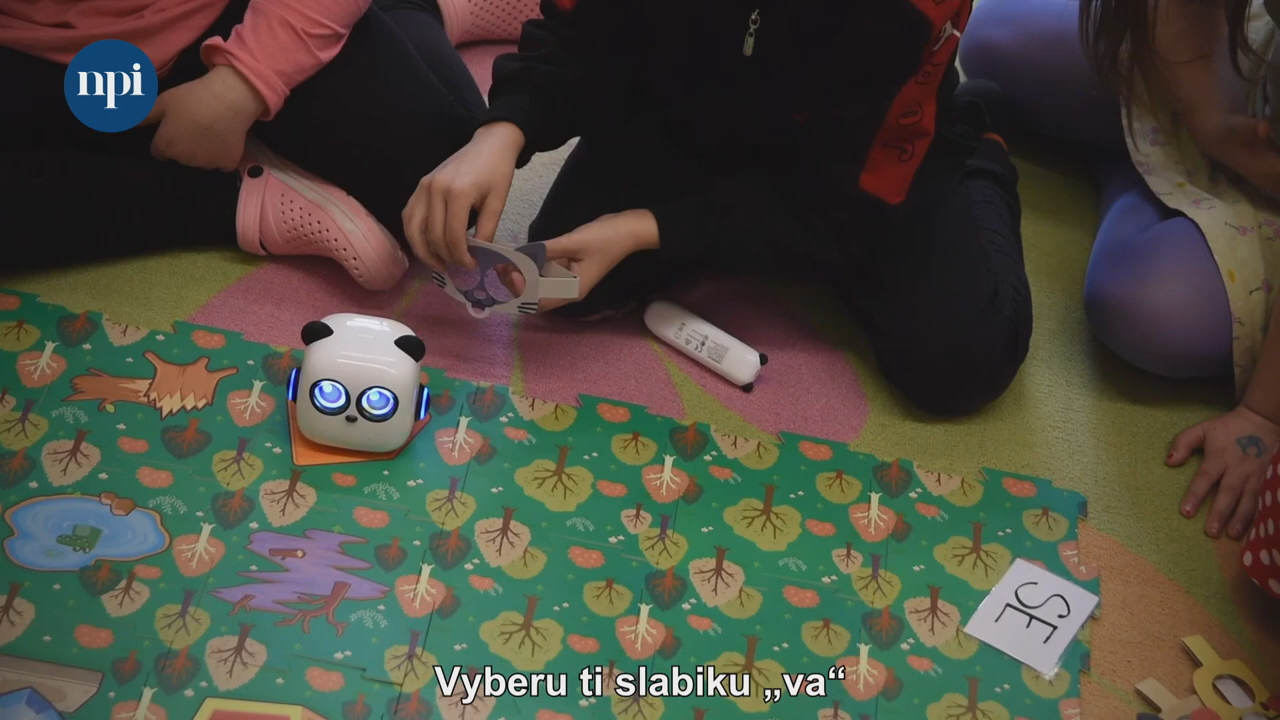 npi
SE
Vyberu ti slabiku „va“